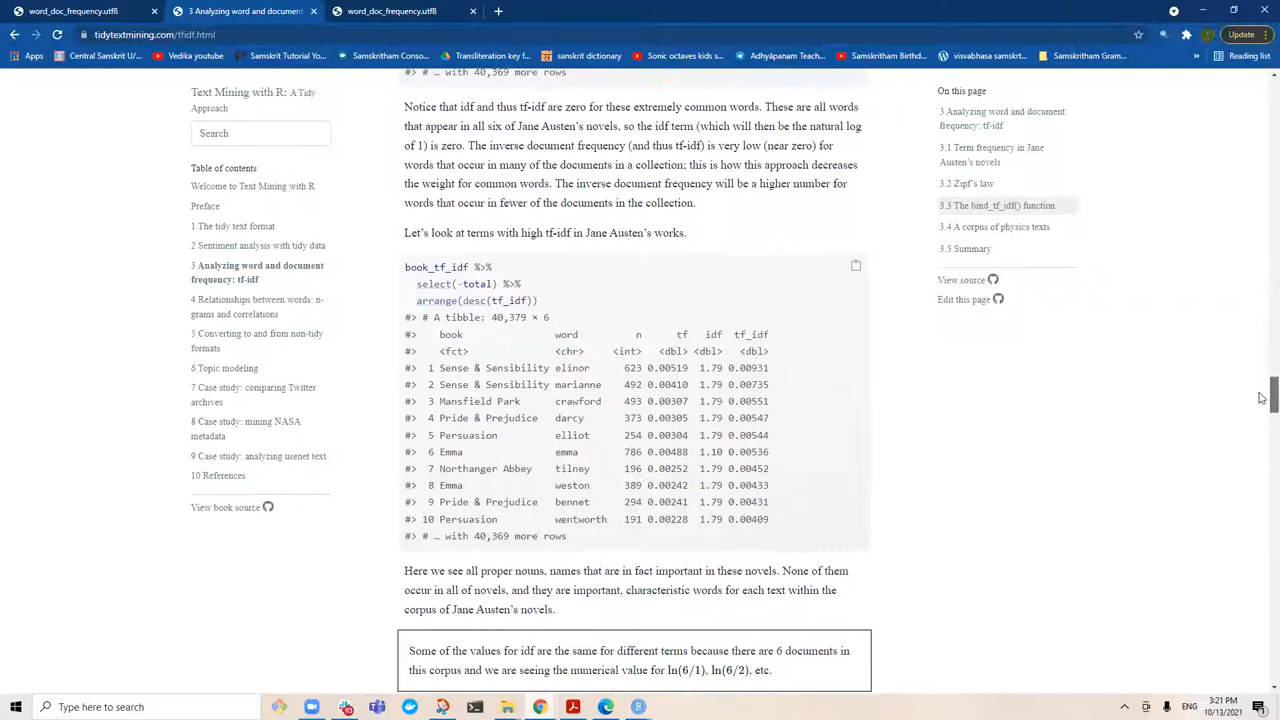 word_doc_frequency.utf8
3 Analyzing word and document
word_doc_frequency.utf8
tidytextmining.com/tfidf.html
Update
Apps
Central Sanskrit U/...
Vedika youtube
Samskrit Tutorial Yo...
Samskritham Conve...
Transliteration key f...
sanskrit dictionary
Sonic octaves kids s...
Adhyāpanam Teach...
Samskritham Birthd...
visvabhasa samskrt...
Samskritham Gram...
»
Reading list
Text Mining with R: A Tidy
Approach
Search
Table of contents
Welcome to Text Mining with R
Preface
1 The tidy text format
2 Sentiment analysis with tidy data
3 Analyzing word and document
frequency: tf-idf
4 Relationships between words: n-
grams and correlations
5 Converting to and from non-tidy
formats
6 Topic modeling
7 Case study: comparing Twitter
archives
8 Case study: mining NASA
metadata
9 Case study: analyzing usenet text
10 References
View book source
#> # … with 40,369 more rows
Notice that idf and thus tf-idf are zero for these extremely common words. These are all words
that appear in all six of Jane Austen’s novels, so the idf term (which will then be the natural log
of 1) is zero. The inverse document frequency (and thus tf-idf) is very low (near zero) for
words that occur in many of the documents in a collection; this is how this approach decreases
the weight for common words. The inverse document frequency will be a higher number for
words that occur in fewer of the documents in the collection.
Let’s look at terms with high tf-idf in Jane Austen’s works.
book_tf_idf %>%
select(-total) %>%
arrange(desc(tf_idf))
#> # A tibble: 40,379 × 6
#> book word n tf idf tf_idf
#> <fct> <chr> <int> <dbl> <dbl> <dbl>
#> 1 Sense & Sensibility elinor 623 0.00519 1.79 0.00931
#> 2 Sense & Sensibility marianne 492 0.00410 1.79 0.00735
#> 3 Mansfield Park crawford 493 0.00307 1.79 0.00551
#> 4 Pride & Prejudice darcy 373 0.00305 1.79 0.00547
#> 5 Persuasion elliot 254 0.00304 1.79 0.00544
#> 6 Emma emma 786 0.00488 1.10 0.00536
#> 7 Northanger Abbey tilney 196 0.00252 1.79 0.00452
#> 8 Emma weston 389 0.00242 1.79 0.00433
#> 9 Pride & Prejudice bennet 294 0.00241 1.79 0.00431
#> 10 Persuasion wentworth 191 0.00228 1.79 0.00409
#> # … with 40,369 more rows
Here we see all proper nouns, names that are in fact important in these novels. None of them
occur in all of novels, and they are important, characteristic words for each text within the
corpus of Jane Austen’s novels.
Some of the values for idf are the same for different terms because there are 6 documents in
this corpus and we are seeing the numerical value for ln(6/1), ln(6/2), etc.
On this page
3 Analyzing word and document
frequency: tf-idf
3.1 Term frequency in Jane
Austen’s novels
3.2 Zipf’s law
3.3 The bind_tf_idf() function
3.4 A corpus of physics texts
3.5 Summary
View source
Edit this page
Type here to search
ENG
3:21 PM
10/13/2021